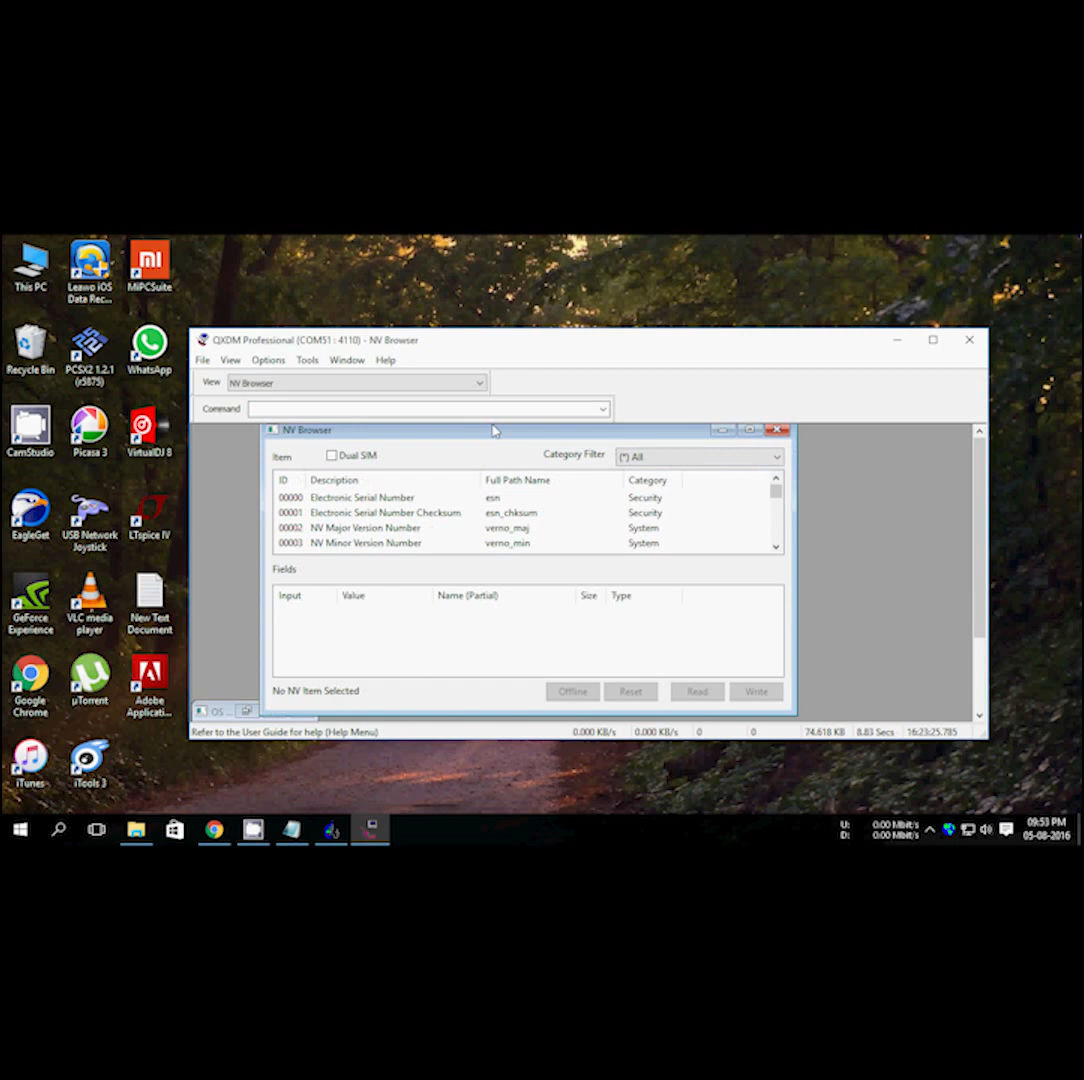 This PC
Leawo iOS
Data Rec...
MiPCSuite
Recycle Bin
PCSX2 1.2.1
(r5875)
WhatsApp
CamStudio
Picasa 3
VirtualDJ 8
EagleGet
USB Network
Joystick
LTspice IV
GeForce
Experience
VLC media
player
New Text
Document
Google
Chrome
µTorrent
Adobe
Applicati...
iTunes
iTools 3
QXDM Professional (COM51 : 4110) - NV Browser
File View Options Tools Window Help
View NV Browser
Command
NV Browser
Item Dual SIM Category Filter (*) All
ID Description Full Path Name Category
00000 Electronic Serial Number esn Security
00001 Electronic Serial Number Checksum esn_chksum Security
00002 NV Major Version Number verno_maj System
00003 NV Minor Version Number verno_min System
Fields
Input Value Name (Partial) Size Type
No NV Item Selected Offline Reset Read Write
OS ...
Refer to the User Guide for help (Help Menu) 0.000 KB/s 0.000 KB/s 0 0 74.618 KB 8.83 Secs 16:23:25.785
U: 0.00 Mbit/s
D: 0.00 Mbit/s
09:53 PM
05-08-2016